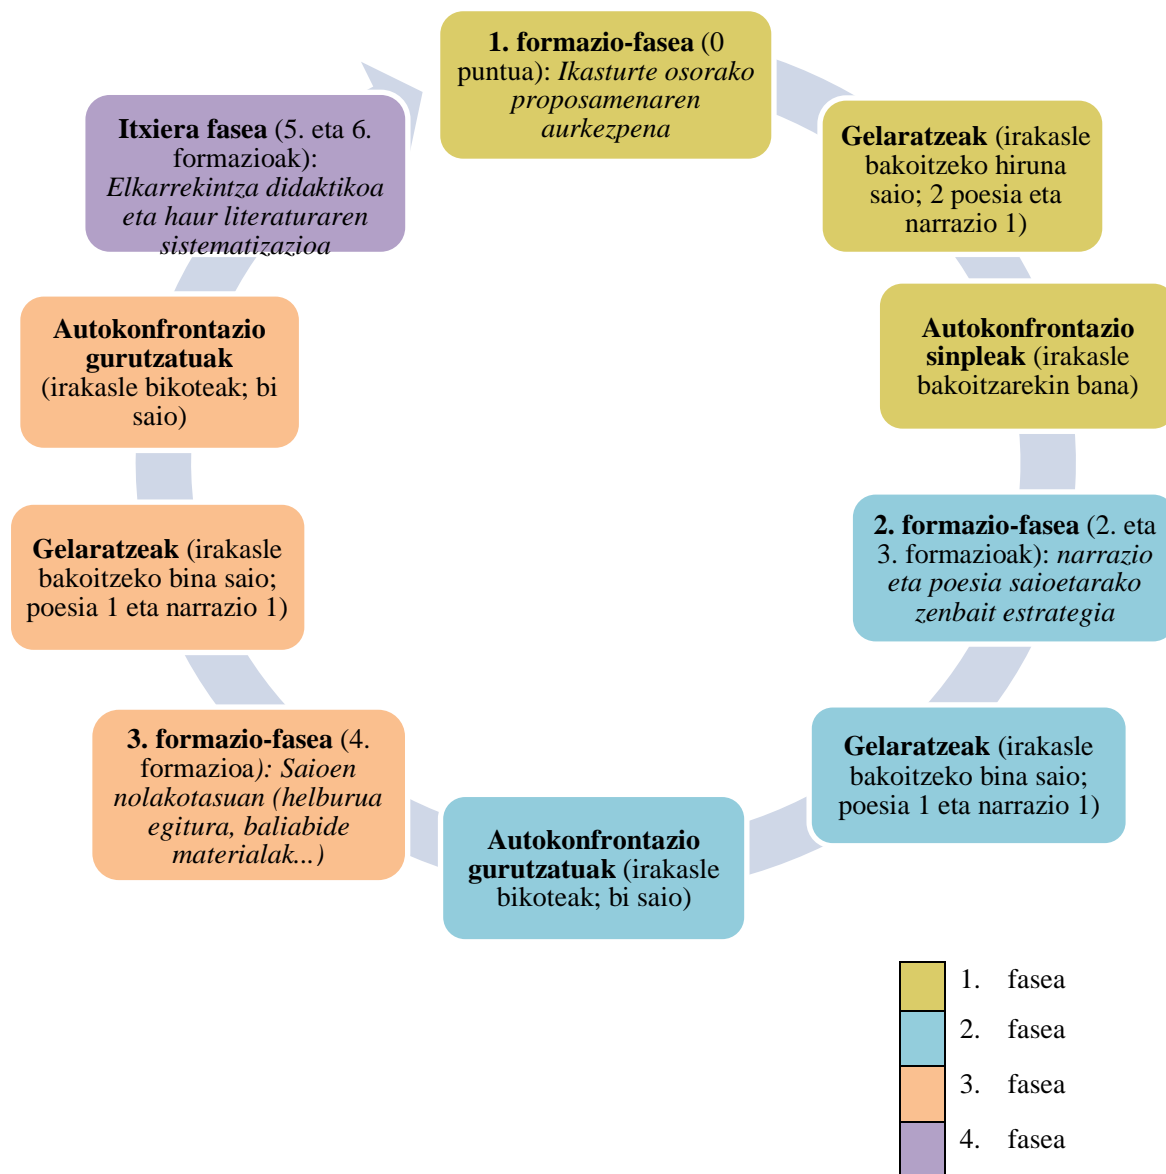 1. formazio-fasea (0
puntua): Ikasturte osorako
proposamenaren
aurkezpena
Gelaratzeak (irakasle
bakoitzeko hiruna
saio; 2 poesia eta
narrazio 1)
Autokonfrontazio
sinpleak (irakasle
bakoitzarekin bana)
2. formazio-fasea (2. eta
3. formazioak): narrazio
eta poesia saioetarako
zenbait estrategia
Gelaratzeak (irakasle
bakoitzeko bina saio;
poesia 1 eta narrazio 1)
Autokonfrontazio
gurutzatuak (irakasle
bikoteak; bi saio)
3. formazio-fasea (4.
formazioa): Saioen
nolakotasuan (helburua
egitura, baliabide
materialak...)
Gelaratzeak (irakasle
bakoitzeko bina saio;
poesia 1 eta narrazio 1)
Autokonfrontazio
gurutzatuak
(irakasle bikoteak; bi
saio)
Itxiera fasea (5. eta 6.
formazioak):
Elkarrekintza didaktikoa
eta haur literaturaren
sistematizazioa
1. fasea
2. fasea
3. fasea
4. fasea